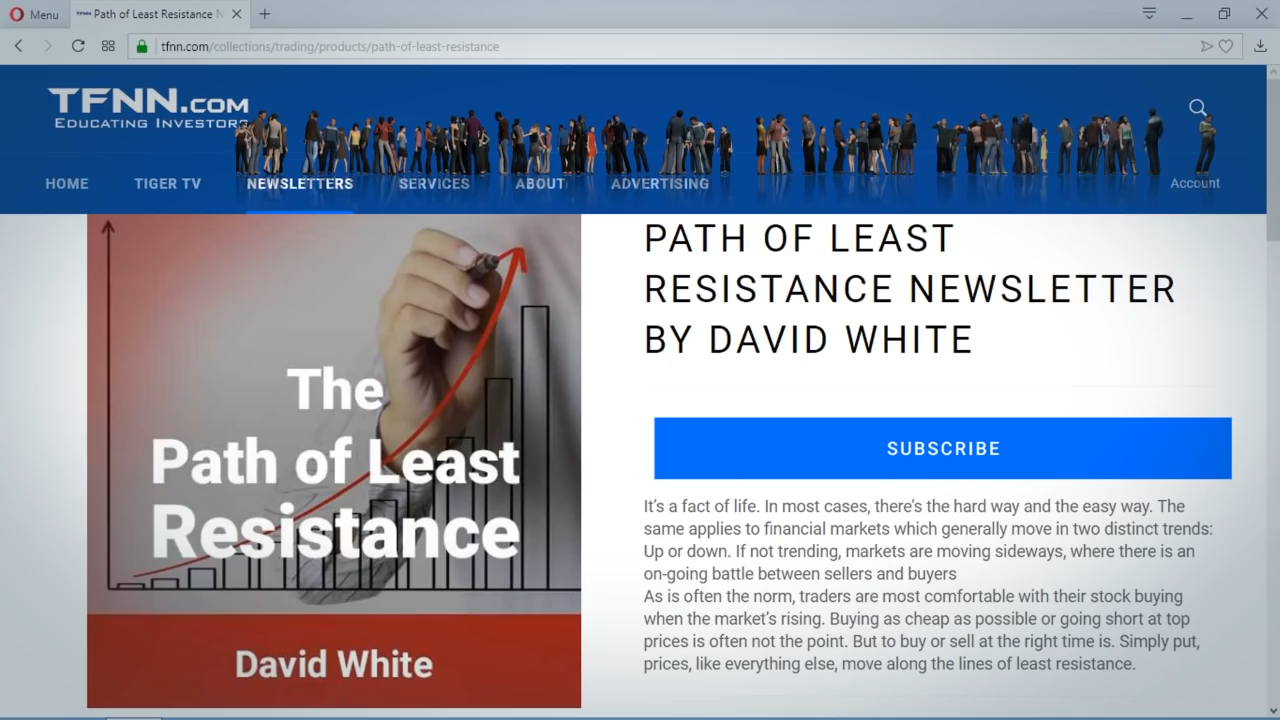 Menu
Path of Least Resistance N
tfnn.com/collections/trading/products/path-of-least-resistance
TFNN.COM
EDUCATING INVESTORS
HOME
TIGER TV
NEWSLETTERS
SERVICES
ABOUT
ADVERTISING
Account
The
Path of Least
Resistance
David White
PATH OF LEAST
RESISTANCE NEWSLETTER
BY DAVID WHITE
SUBSCRIBE
It's a fact of life. In most cases, there's the hard way and the easy way. The
same applies to financial markets which generally move in two distinct trends:
Up or down. If not trending, markets are moving sideways, where there is an
on-going battle between sellers and buyers
As is often the norm, traders are most comfortable with their stock buying
when the market's rising. Buying as cheap as possible or going short at top
prices is often not the point. But to buy or sell at the right time is. Simply put,
prices, like everything else, move along the lines of least resistance.